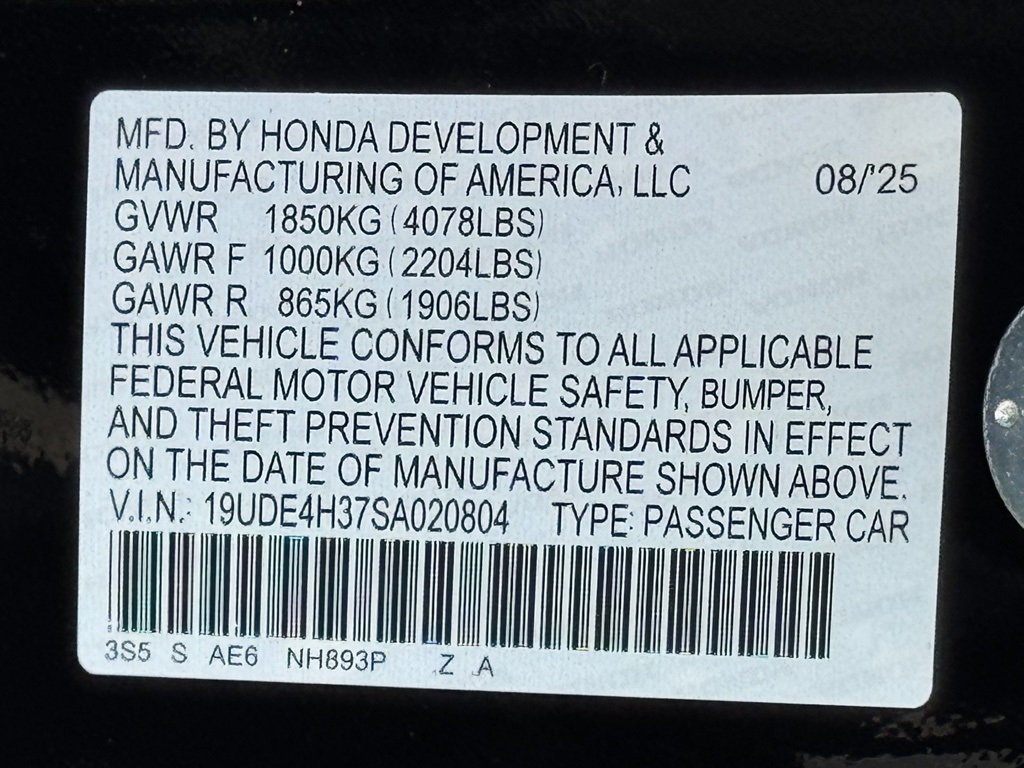 MFD. BY HONDA DEVELOPMENT &
MANUFACTURING OF AMERICA, LLC 08/'25
GVWR 1850KG (4078LBS)
GAWR F 1000KG (2204LBS)
GAWR R 865KG (1906LBS)
THIS VEHICLE CONFORMS TO ALL APPLICABLE
FEDERAL MOTOR VEHICLE SAFETY, BUMPER,
AND THEFT PREVENTION STANDARDS IN EFFECT
ON THE DATE OF MANUFACTURE SHOWN ABOVE.
V.I.N.: 19UDE4H37SA020804 TYPE: PASSENGER CAR
3S5 S AE6 NH893P Z A